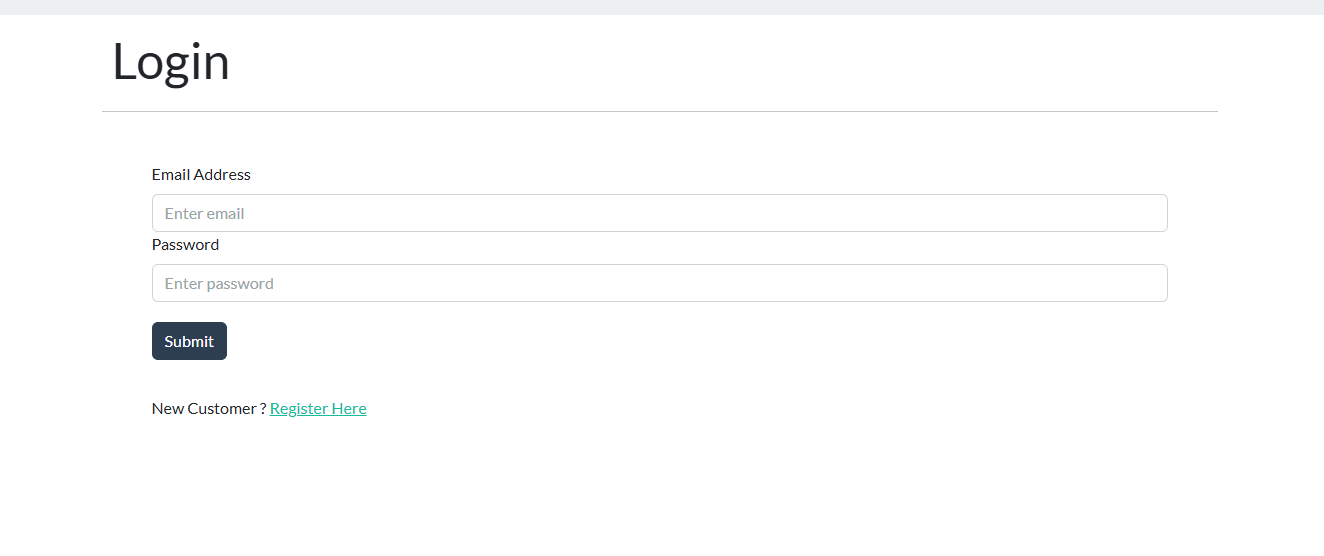 Login
Email Address
Enter email
Password
Enter password
Submit
New Customer ? Register Here